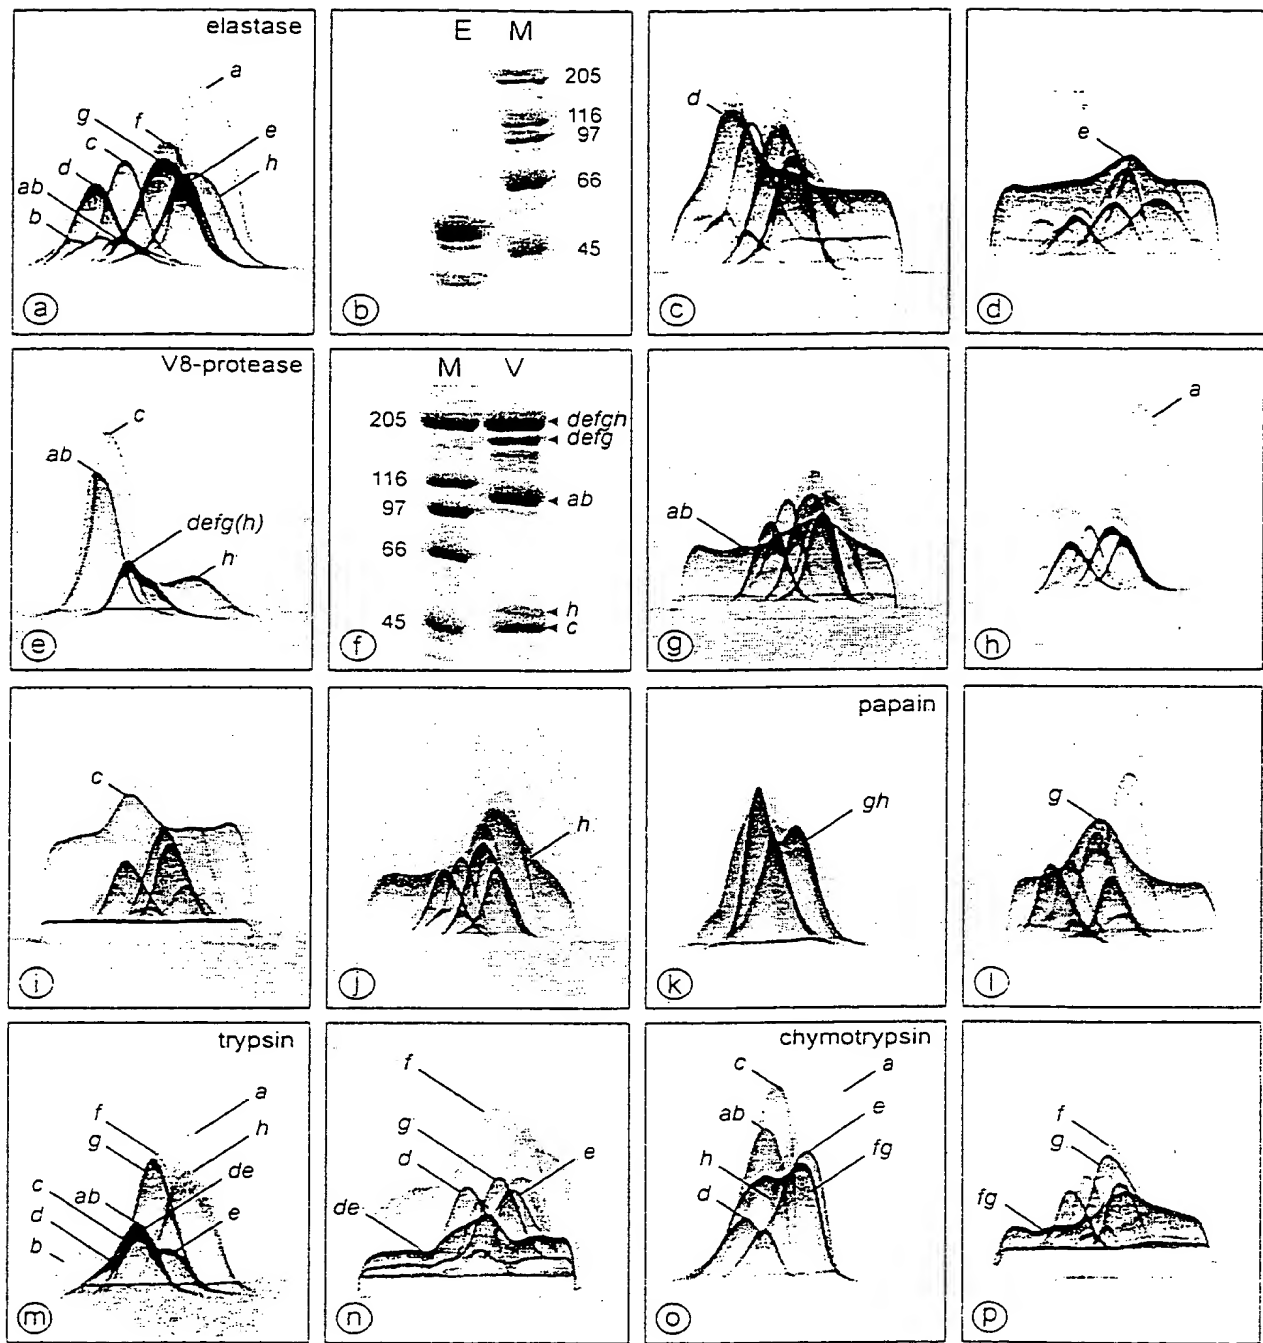 elastase
a
g
f
e
c
h
d
ab
b
a
E M
205
116
97
66
45
b
d
c
e
d
V8-protease
c
ab
defg(h)
h
e
M V
205
defgh
defg
116
ab
97
66
h
45
c
f
ab
g
a
h
c
i
h
j
papain
gh
k
g
l
trypsin
a
f
h
g
de
c
ab
e
d
b
m
f
g
d
e
de
n
chymotrypsin
c
a
ab
e
h
fg
d
o
f
g
fg
p